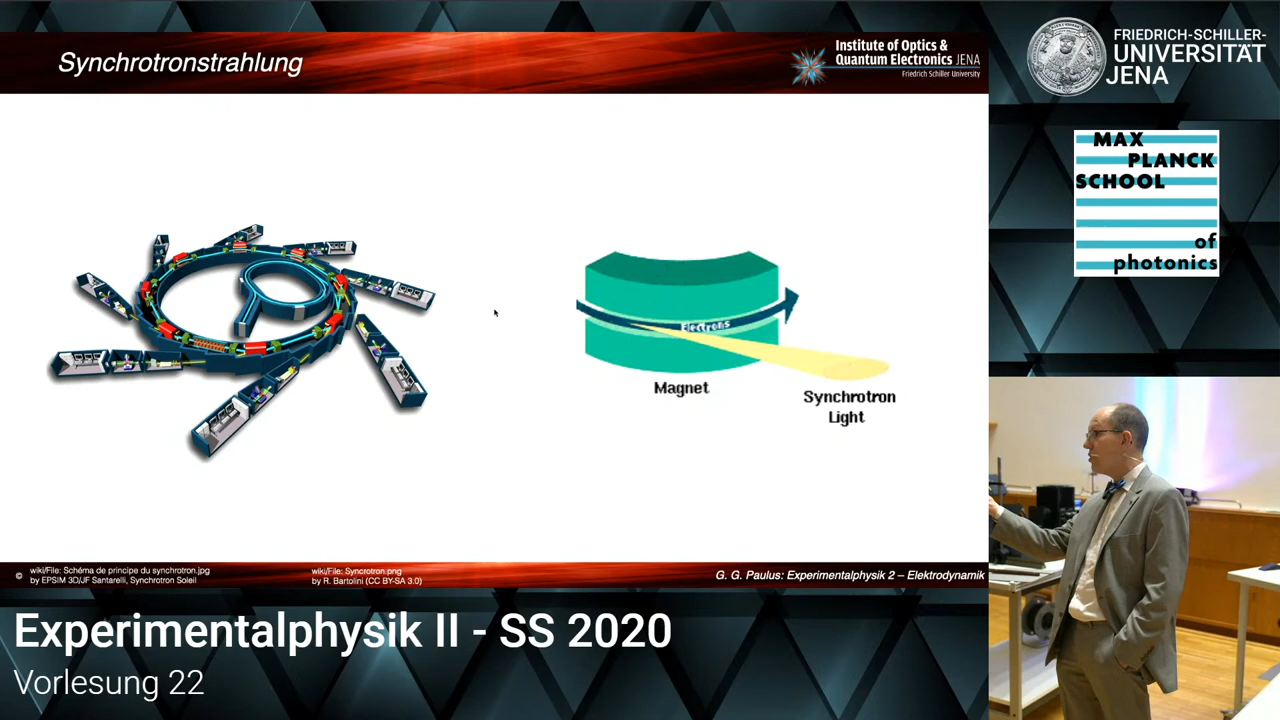 Synchrotronstrahlung
Institute of Optics &
Quantum Electronics JENA
Friedrich Schiller University
FRIEDRICH-SCHILLER-
UNIVERSITÄT
JENA
MAX
PLANCK
SCHOOL
of
photonics
Electrons
Magnet
Synchrotron
Light
© wiki/File: Schéma de principe du synchrotron.jpg
by EPSIM 3D/JF Santarelli, Synchrotron Soleil
wiki/File: Syncrotron.png
by R. Bartolini (CC BY-SA 3.0)
G. G. Paulus: Experimentalphysik 2 – Elektrodynamik
Experimentalphysik II - SS 2020
Vorlesung 22